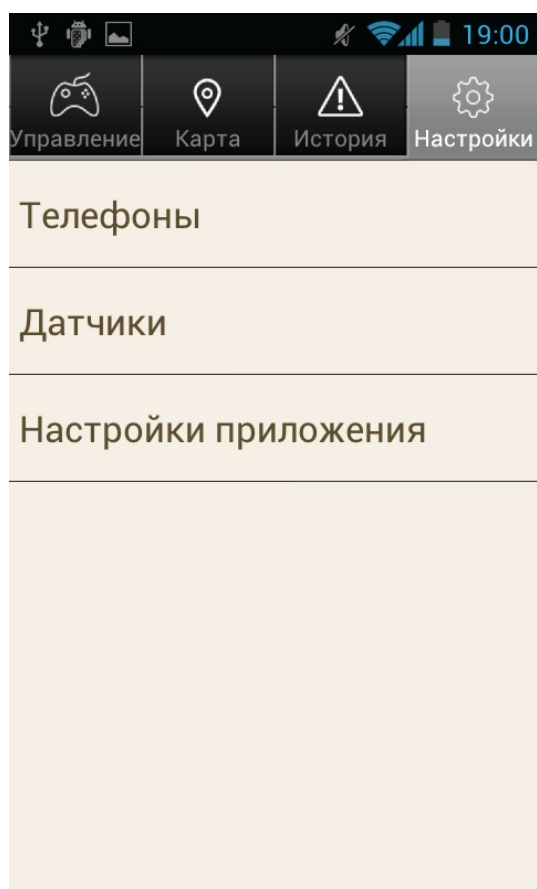 19:00
Управление Карта История Настройки
Телефоны
Датчики
Настройки приложения